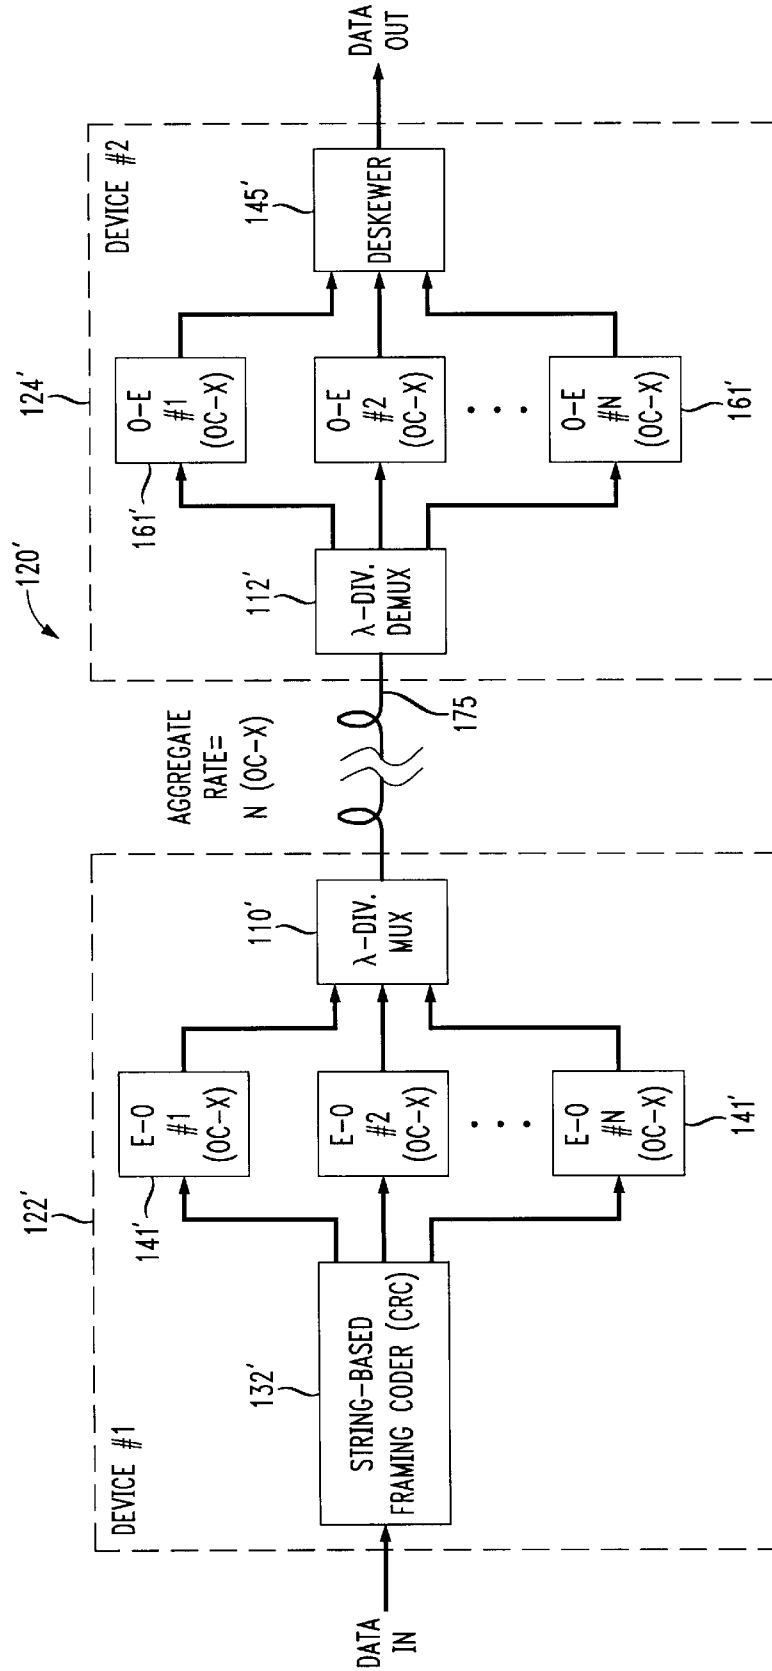 120'
122'
DEVICE #1
DATA
IN
132'
STRING-BASED
FRAMING CODER (CRC)
141'
E-O
#1
(OC-X)
E-O
#2
(OC-X)
E-O
#N
(OC-X)
141'
110'
λ-DIV.
MUX
AGGREGATE
RATE=
N (OC-X)
175
124'
DEVICE #2
112'
λ-DIV.
DEMUX
161'
O-E
#1
(OC-X)
O-E
#2
(OC-X)
O-E
#N
(OC-X)
161'
145'
DESKEWER
DATA
OUT